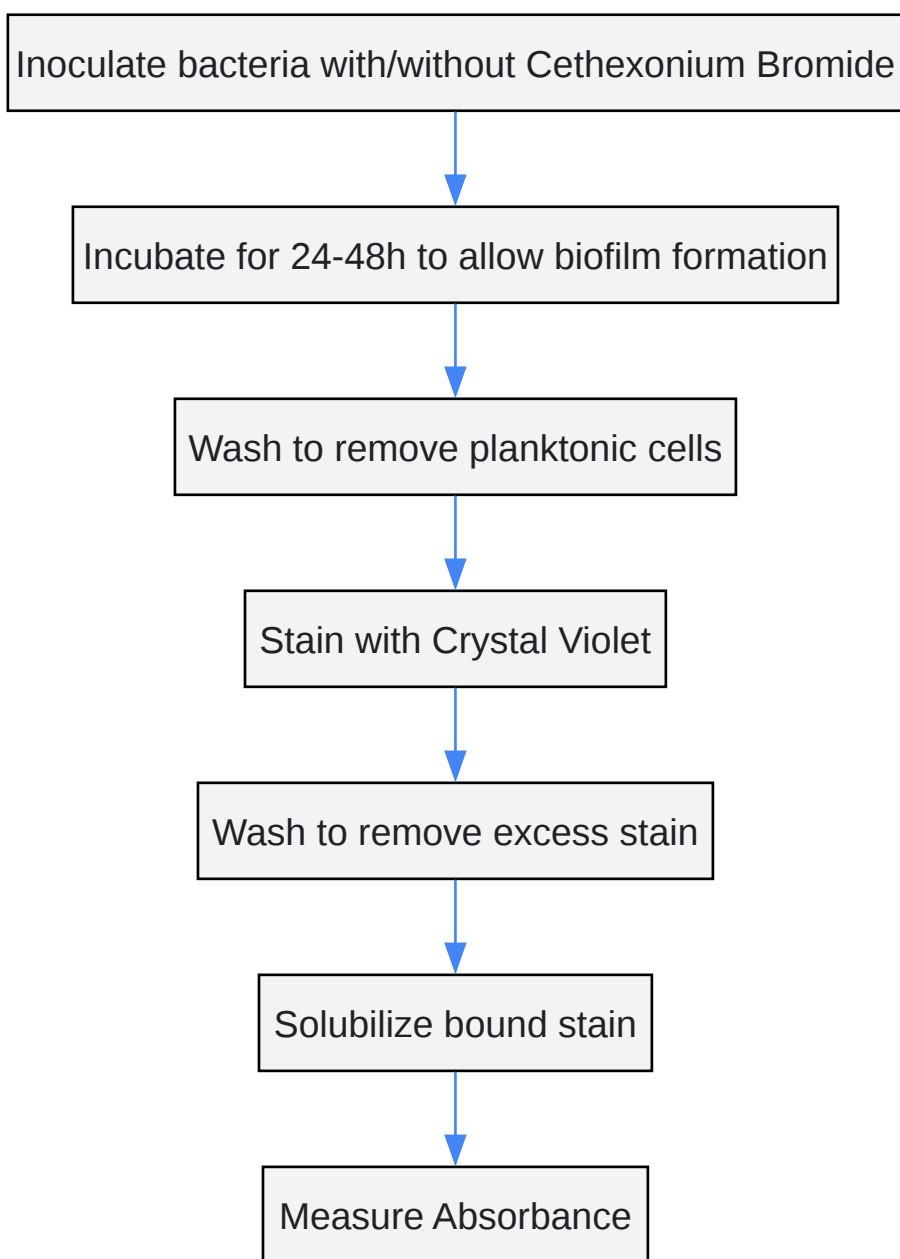 Inoculate bacteria with/without Cethexonium Bromide
Incubate for 24-48h to allow biofilm formation
Wash to remove planktonic cells
Stain with Crystal Violet
Wash to remove excess stain
Solubilize bound stain
Measure Absorbance